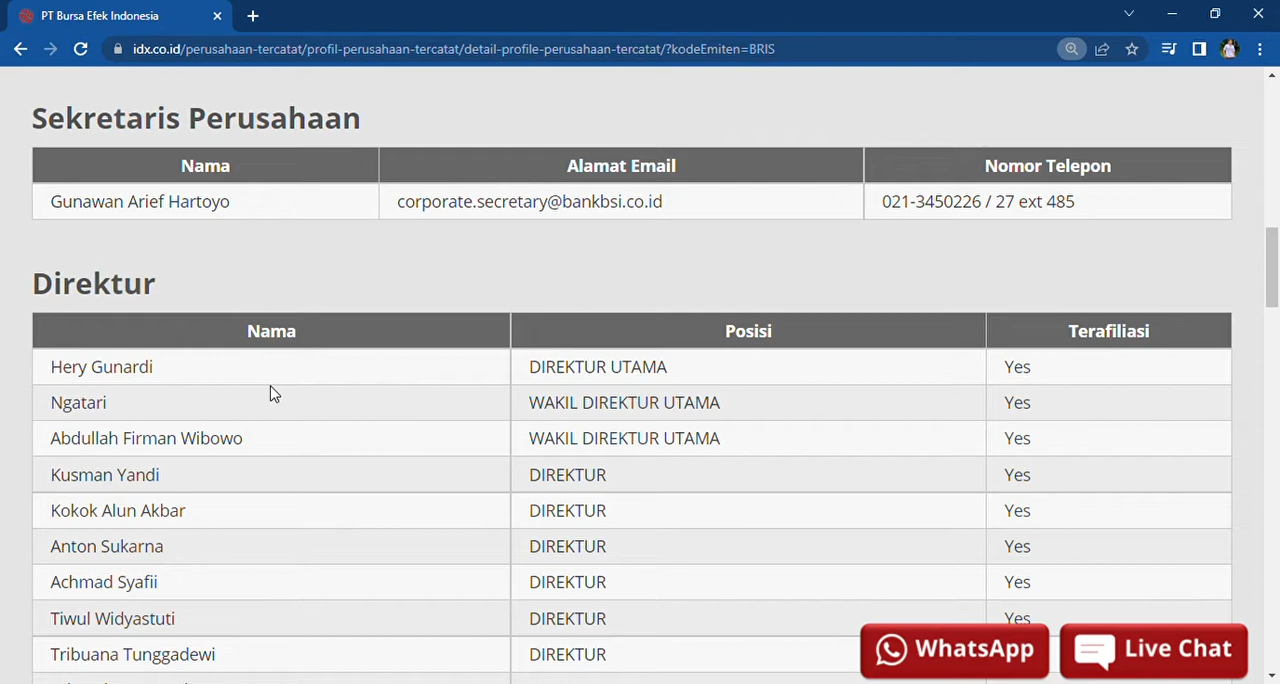 PT Bursa Efek Indonesia
idx.co.id/perusahaan-tercatat/profil-perusahaan-tercatat/detail-profile-perusahaan-tercatat/?kodeEmiten=BRIS
Sekretaris Perusahaan
Nama Alamat Email Nomor Telepon
Gunawan Arief Hartoyo corporate.secretary@bankbsi.co.id 021-3450226 / 27 ext 485
Direktur
Nama Posisi Terafiliasi
Hery Gunardi DIREKTUR UTAMA Yes
Ngatari WAKIL DIREKTUR UTAMA Yes
Abdullah Firman Wibowo WAKIL DIREKTUR UTAMA Yes
Kusman Yandi DIREKTUR Yes
Kokok Alun Akbar DIREKTUR Yes
Anton Sukarna DIREKTUR Yes
Achmad Syafii DIREKTUR Yes
Tiwul Widyastuti DIREKTUR Yes
Tribuana Tunggadewi DIREKTUR
WhatsApp Live Chat